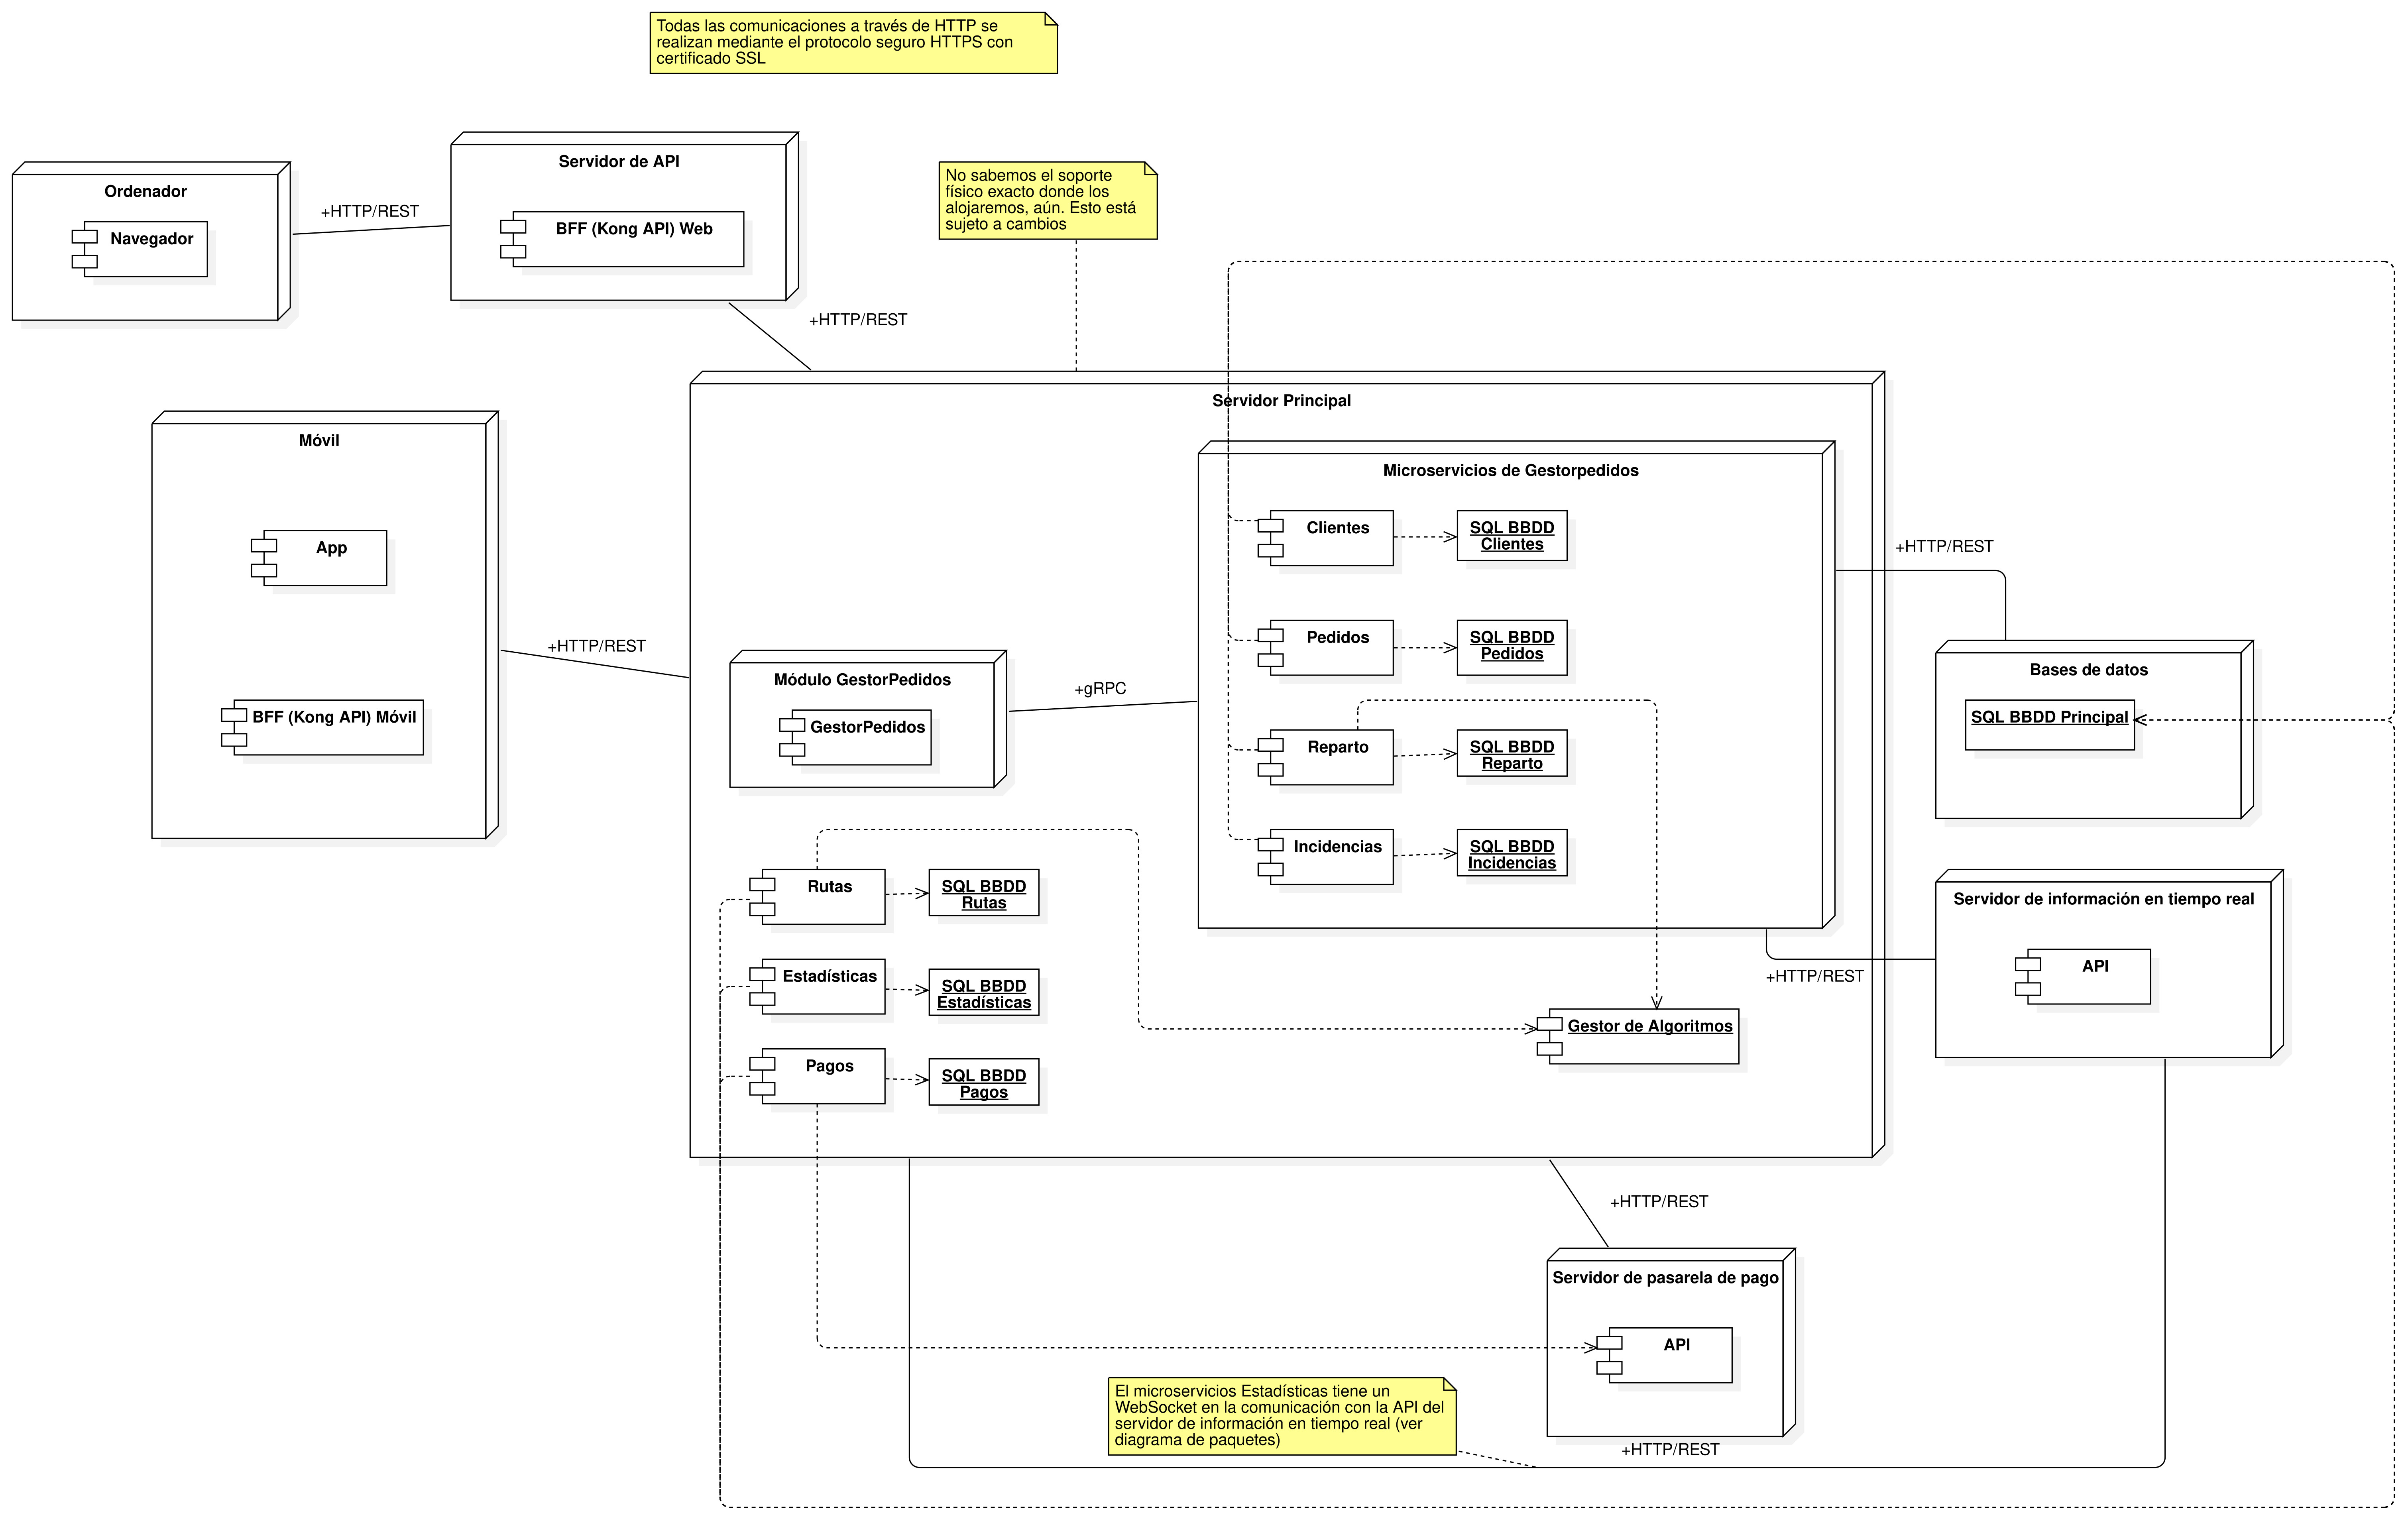 Todas las comunicaciones a través de HTTP se
realizan mediante el protocolo seguro HTTPS con
certificado SSL
Servidor de API
BFF (Kong API) Web
Ordenador
Navegador
+HTTP/REST
No sabemos el soporte
físico exacto donde los
alojaremos, aún. Esto está
sujeto a cambios
+HTTP/REST
Servidor Principal
Móvil
App
BFF (Kong API) Móvil
+HTTP/REST
Microservicios de Gestorpedidos
Clientes
SQL BBDD
Clientes
Pedidos
SQL BBDD
Pedidos
Reparto
SQL BBDD
Reparto
Incidencias
SQL BBDD
Incidencias
Módulo GestorPedidos
GestorPedidos
+gRPC
+HTTP/REST
Bases de datos
SQL BBDD Principal
Rutas
SQL BBDD
Rutas
Estadísticas
SQL BBDD
Estadísticas
Pagos
SQL BBDD
Pagos
Gestor de Algoritmos
Servidor de información en tiempo real
API
+HTTP/REST
+HTTP/REST
Servidor de pasarela de pago
API
El microservicios Estadísticas tiene un
WebSocket en la comunicación con la API del
servidor de información en tiempo real (ver
diagrama de paquetes)
+HTTP/REST